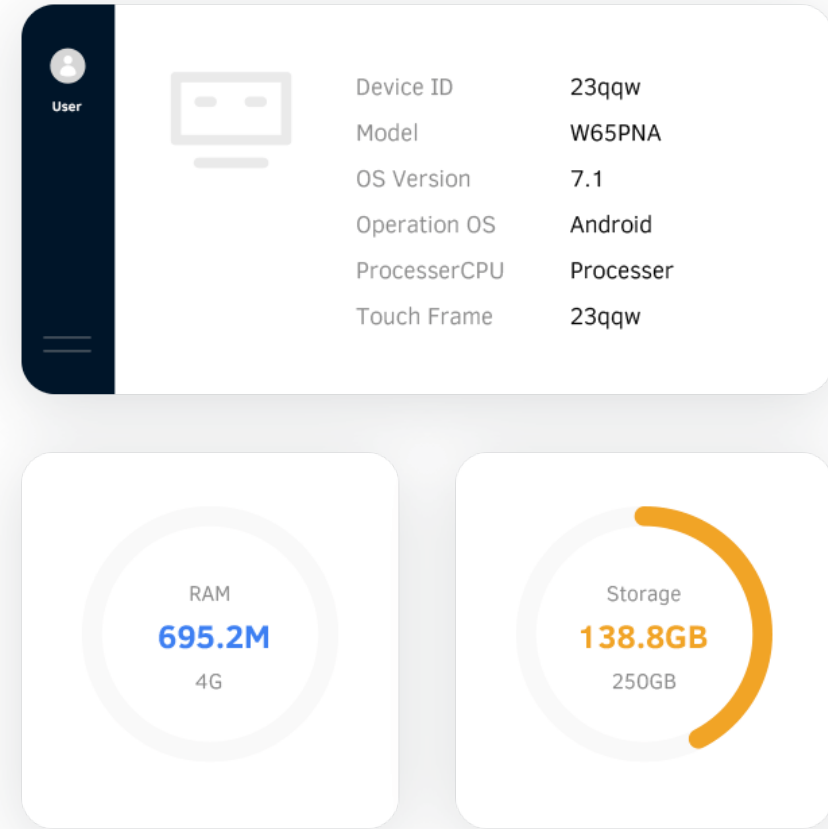 User
Device ID 23qqw
Model W65PNA
OS Version 7.1
Operation OS Android
ProcesserCPU Processer
Touch Frame 23qqw
RAM
695.2M
4G
Storage
138.8GB
250GB